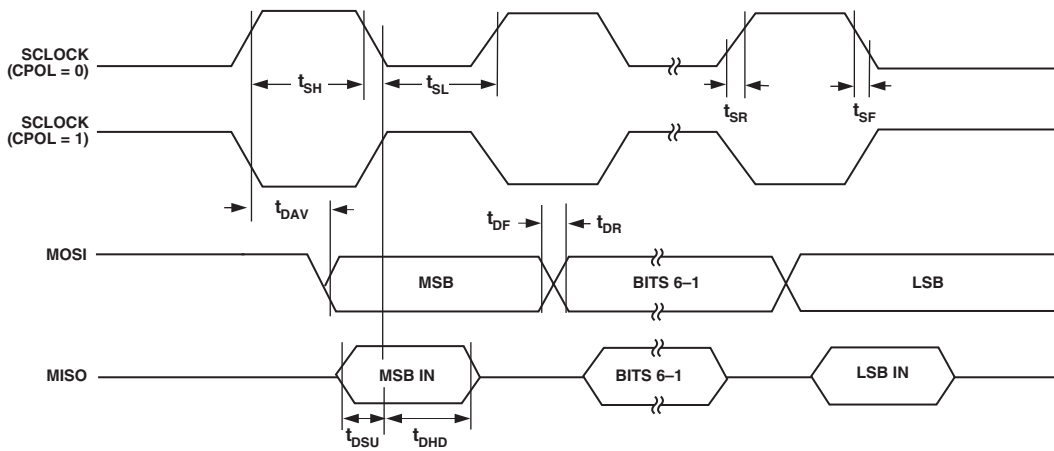 SCLOCK
(CPOL = 0)
tSH
tSL
tSR
tSF
SCLOCK
(CPOL = 1)
tDAV
tDF
tDR
MOSI
MSB
BITS 6–1
LSB
MISO
MSB IN
BITS 6–1
LSB IN
tDSU
tDHD